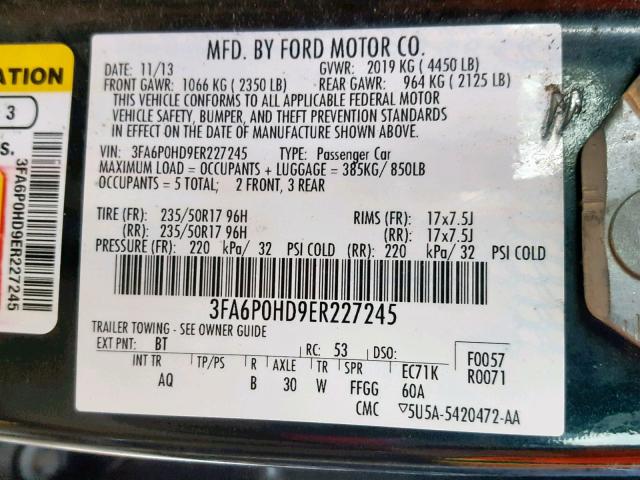 ATION
3
S.
3FA6P0HD9ER227245
MFD. BY FORD MOTOR CO.
DATE: 11/13 GVWR: 2019 KG ( 4450 LB)
FRONT GAWR: 1066 KG ( 2350 LB) REAR GAWR: 964 KG ( 2125 LB)
THIS VEHICLE CONFORMS TO ALL APPLICABLE FEDERAL MOTOR
VEHICLE SAFETY, BUMPER, AND THEFT PREVENTION STANDARDS
IN EFFECT ON THE DATE OF MANUFACTURE SHOWN ABOVE.
VIN: 3FA6P0HD9ER227245 TYPE: Passenger Car
MAXIMUM LOAD = OCCUPANTS + LUGGAGE = 385KG/ 850LB
OCCUPANTS = 5 TOTAL; 2 FRONT, 3 REAR
TIRE (FR): 235/50R17 96H RIMS (FR): 17x7.5J
(RR): 235/50R17 96H (RR): 17x7.5J
PRESSURE (FR): 220 kPa/ 32 PSI COLD (RR): 220 kPa/ 32 PSI COLD
3FA6P0HD9ER227245
TRAILER TOWING - SEE OWNER GUIDE
EXT PNT: BT RC: 53 DSO: F0057
INT TR TP/PS R AXLE TR SPR EC71K R0071
AQ B 30 W FFGG 60A
CMC ▽5U5A-5420472-AA